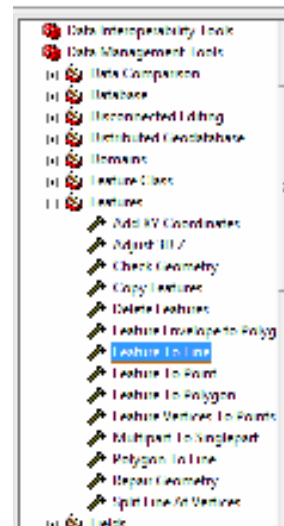 Data Interoperability Tools
Data Management Tools
Data Comparison
Database
Disconnected Editing
Distributed Geodatabase
Domains
Feature Class
Features
Add XY Coordinates
Adjust 3D Z
Check Geometry
Copy Features
Delete Features
Feature Envelope to Polyg
Feature To Line
Feature To Point
Feature To Polygon
Feature Vertices To Points
Multipart To Singlepart
Polygon To Line
Repair Geometry
Split Line At Vertices
Fields